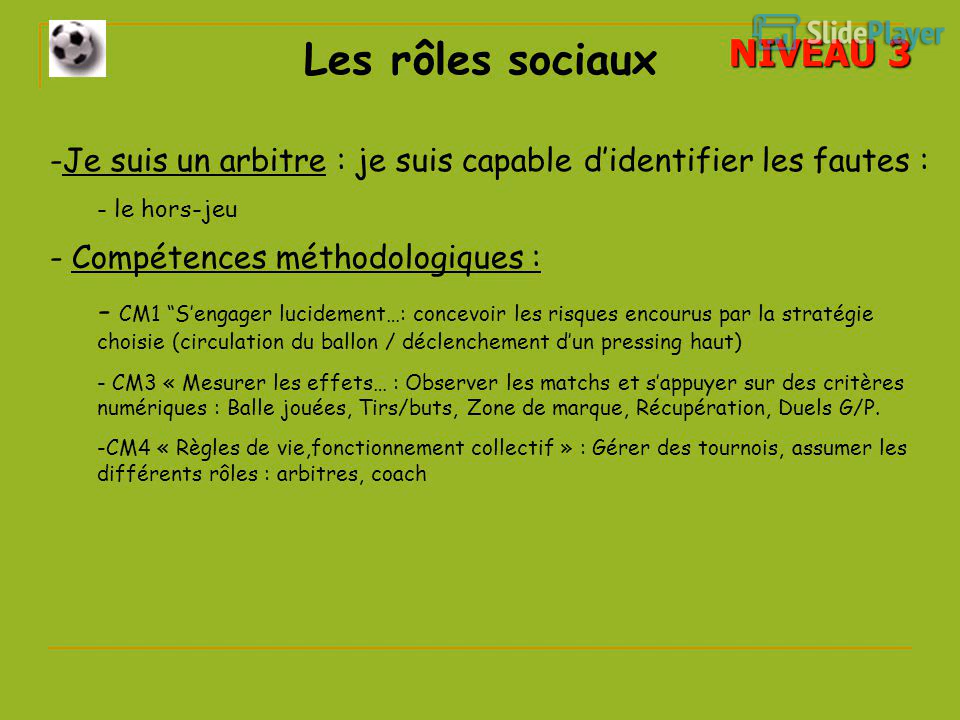 SlidePlayer
Les rôles sociaux
NIVEAU 3
-Je suis un arbitre : je suis capable d’identifier les fautes :
- le hors-jeu
- Compétences méthodologiques :
- CM1 “S’engager lucidement…: concevoir les risques encourus par la stratégie
choisie (circulation du ballon / déclenchement d’un pressing haut)
- CM3 « Mesurer les effets… : Observer les matchs et s’appuyer sur des critères
numériques : Balle jouées, Tirs/buts, Zone de marque, Récupération, Duels G/P.
-CM4 « Règles de vie,fonctionnement collectif » : Gérer des tournois, assumer les
différents rôles : arbitres, coach